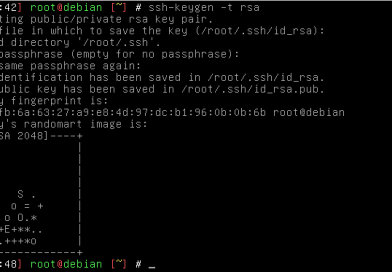 :42] root@debian [~] # ssh-keygen -t rsa
ting public/private rsa key pair.
file in which to save the key (/root/.ssh/id_rsa):
d directory '/root/.ssh'.
passphrase (empty for no passphrase):
same passphrase again:
dentification has been saved in /root/.ssh/id_rsa.
ublic key has been saved in /root/.ssh/id_rsa.pub.
y fingerprint is:
fb:6a:63:27:a9:e8:4d:97:dc:b1:96:0b:0b:6b root@debian
y's randomart image is:
SA 2048]----+
|
|
|
|
S . |
o = + |
o O.* |
+E+**.. |
.++++*o |
------------+
:48] root@debian [~] # _